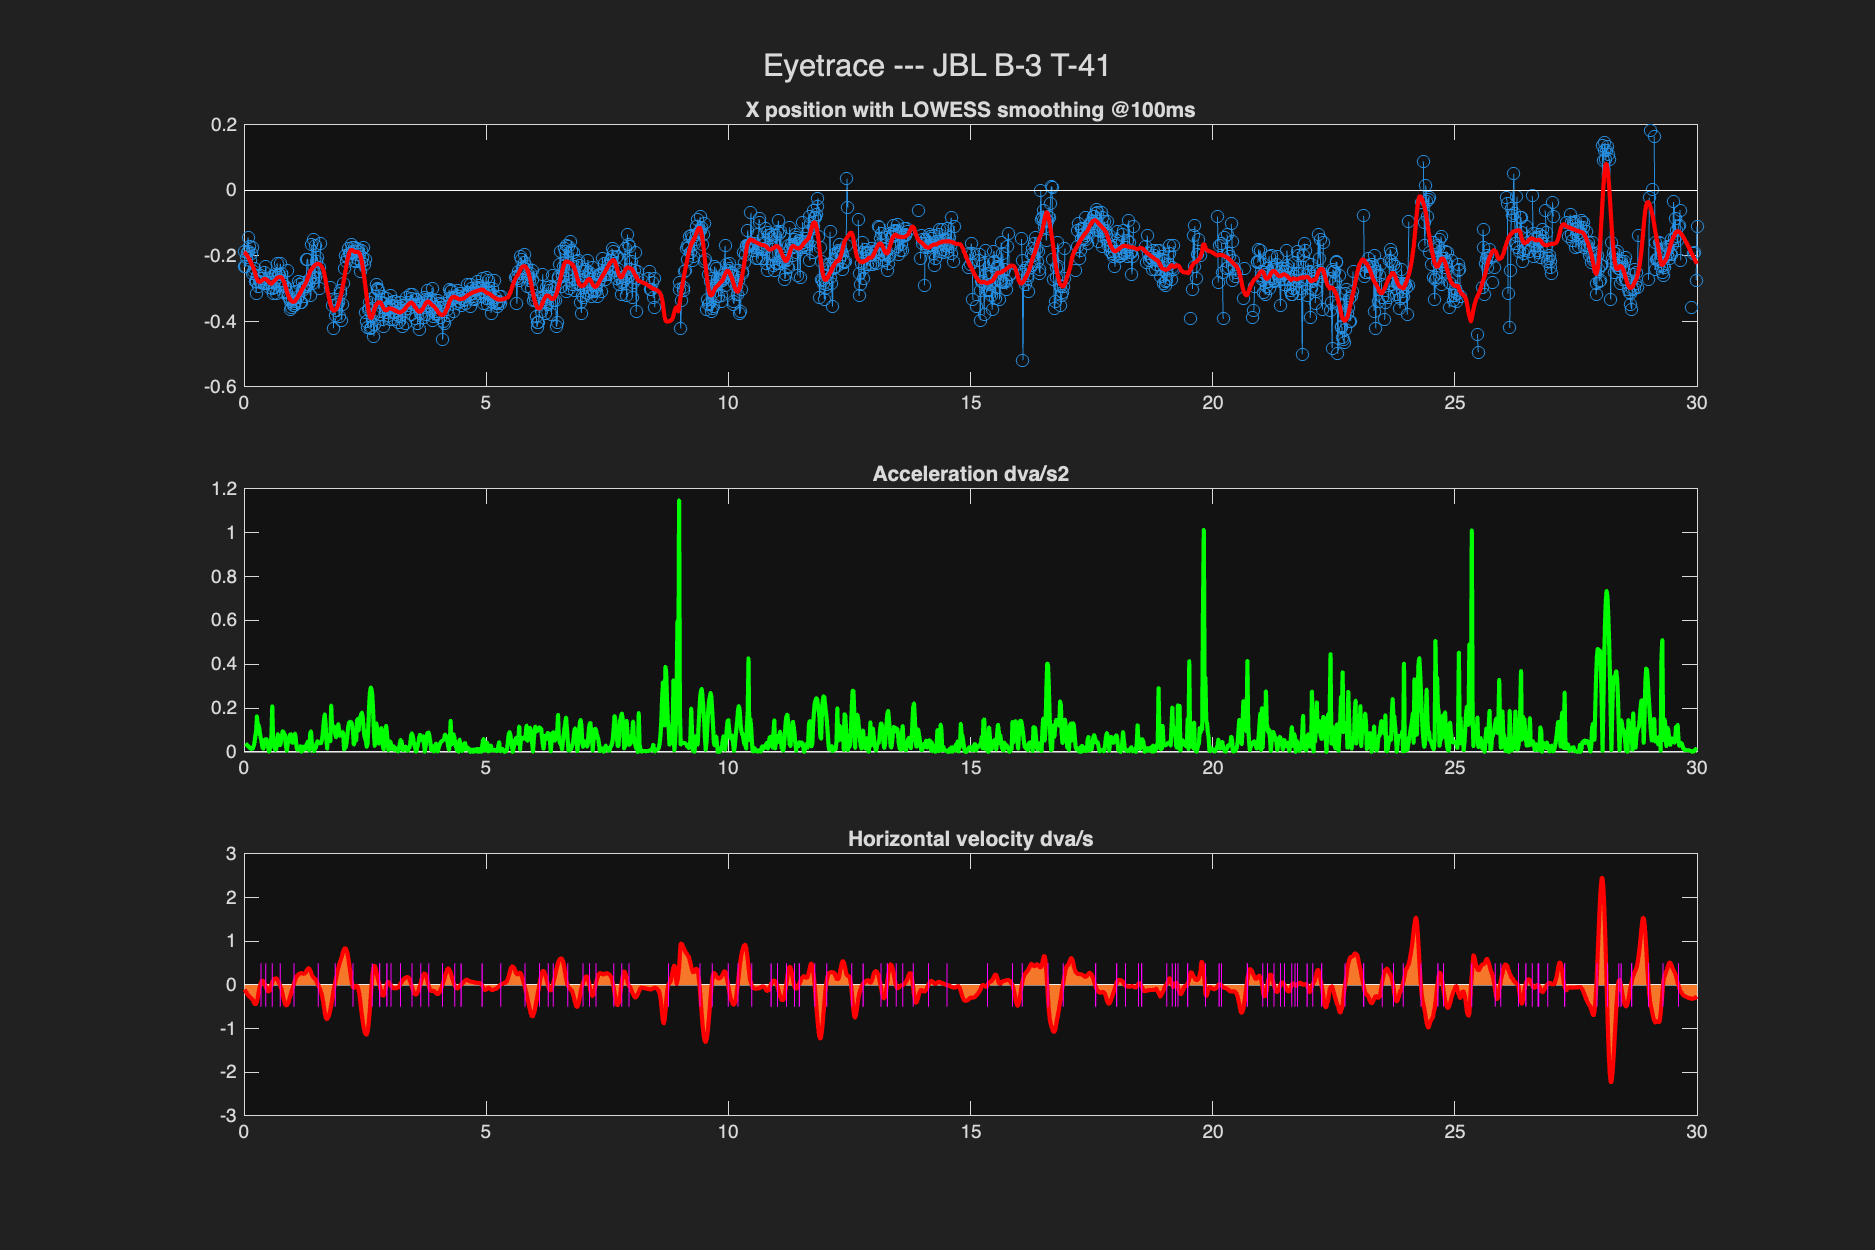 Eyetrace --- JBL B-3 T-41
X position with LOWESS smoothing @100ms
0.2
0
-0.2
-0.4
-0.6
0 5 10 15 20 25 30
Acceleration dva/s2
1.2
1
0.8
0.6
0.4
0.2
0
0 5 10 15 20 25 30
Horizontal velocity dva/s
3
2
1
0
-1
-2
-3
0 5 10 15 20 25 30